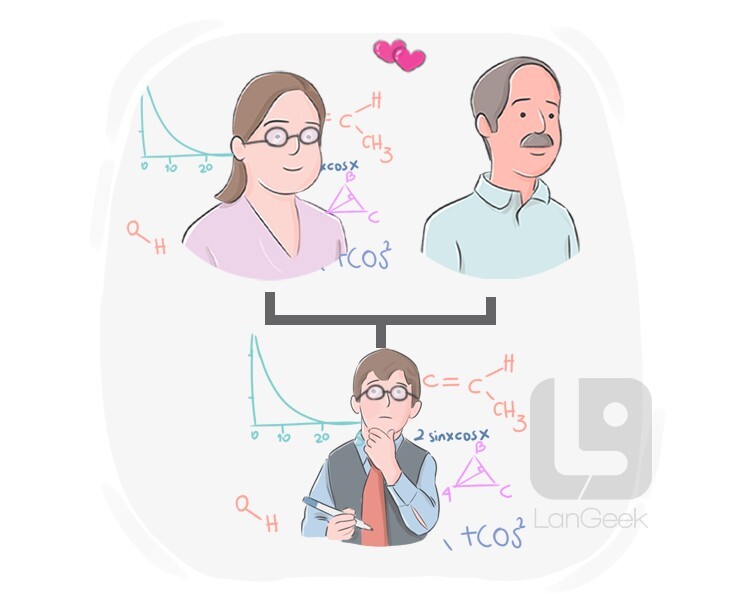 H
= C
CH3
0 10 20
xcosx
B
C
O
H
+COS²
H
C = C
CH3
0 10 20
2 sinxcosx
B
A C
O
H
+COS²
LanGeek